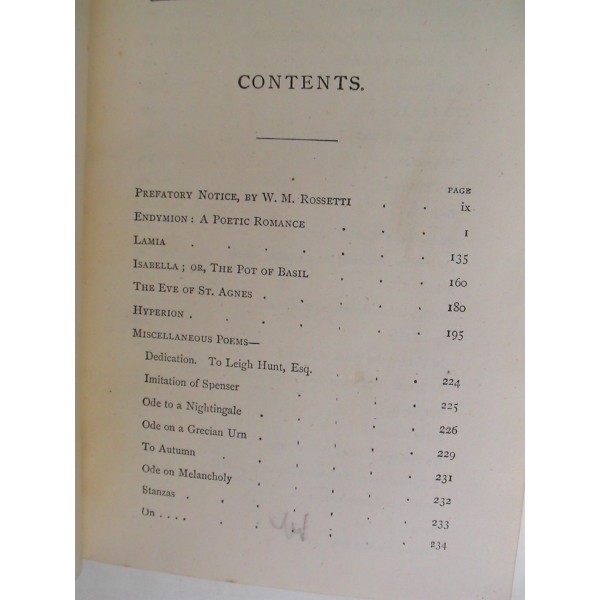 CONTENTS.
PAGE
PREFATORY NOTICE, BY W. M. ROSSETTI . . ix
ENDYMION: A POETIC ROMANCE . . . 1
LAMIA . . . . . . 135
ISABELLA; OR, THE POT OF BASIL . . . 160
THE EVE OF ST. AGNES . . . . 180
HYPERION . . . . . . 195
MISCELLANEOUS POEMS—
Dedication. To Leigh Hunt, Esq. . . . 224
Imitation of Spenser . . . . 225
Ode to a Nightingale . . . . 226
Ode on a Grecian Urn . . . . 229
To Autumn . . . . . 231
Ode on Melancholy . . . . 232
Stanzas . . . . . . 233
On .... . . . . . 234